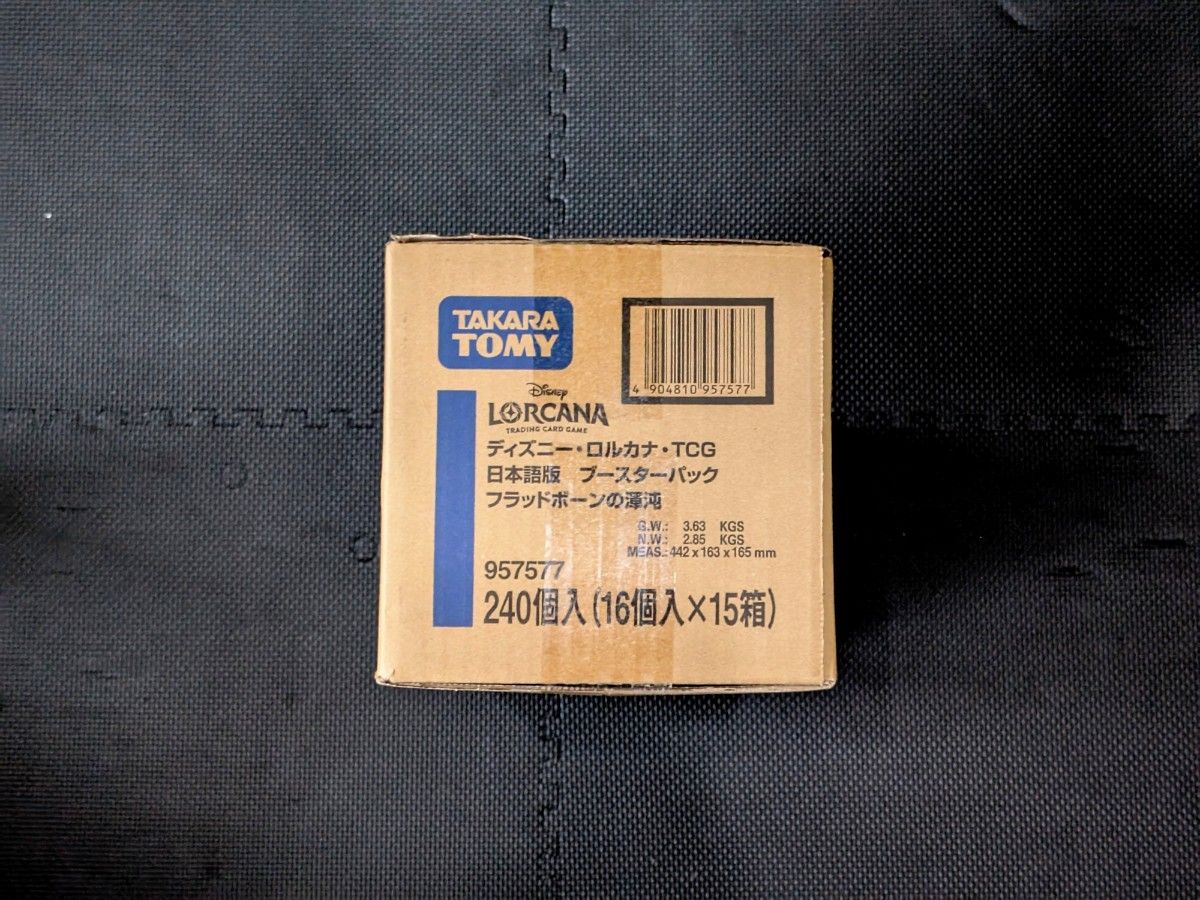 TAKARA
TOMY
4 904810 957577
Disney
LORCANA
TRADING CARD GAME
ディズニー・ロルカナ・TCG
日本語版　ブースターパック
フラッドボーンの渾沌
G.W.: 3.63 KGS
N.W.: 2.85 KGS
MEAS.: 442 x 163 x 165 mm
957577
240個入(16個入×15箱)